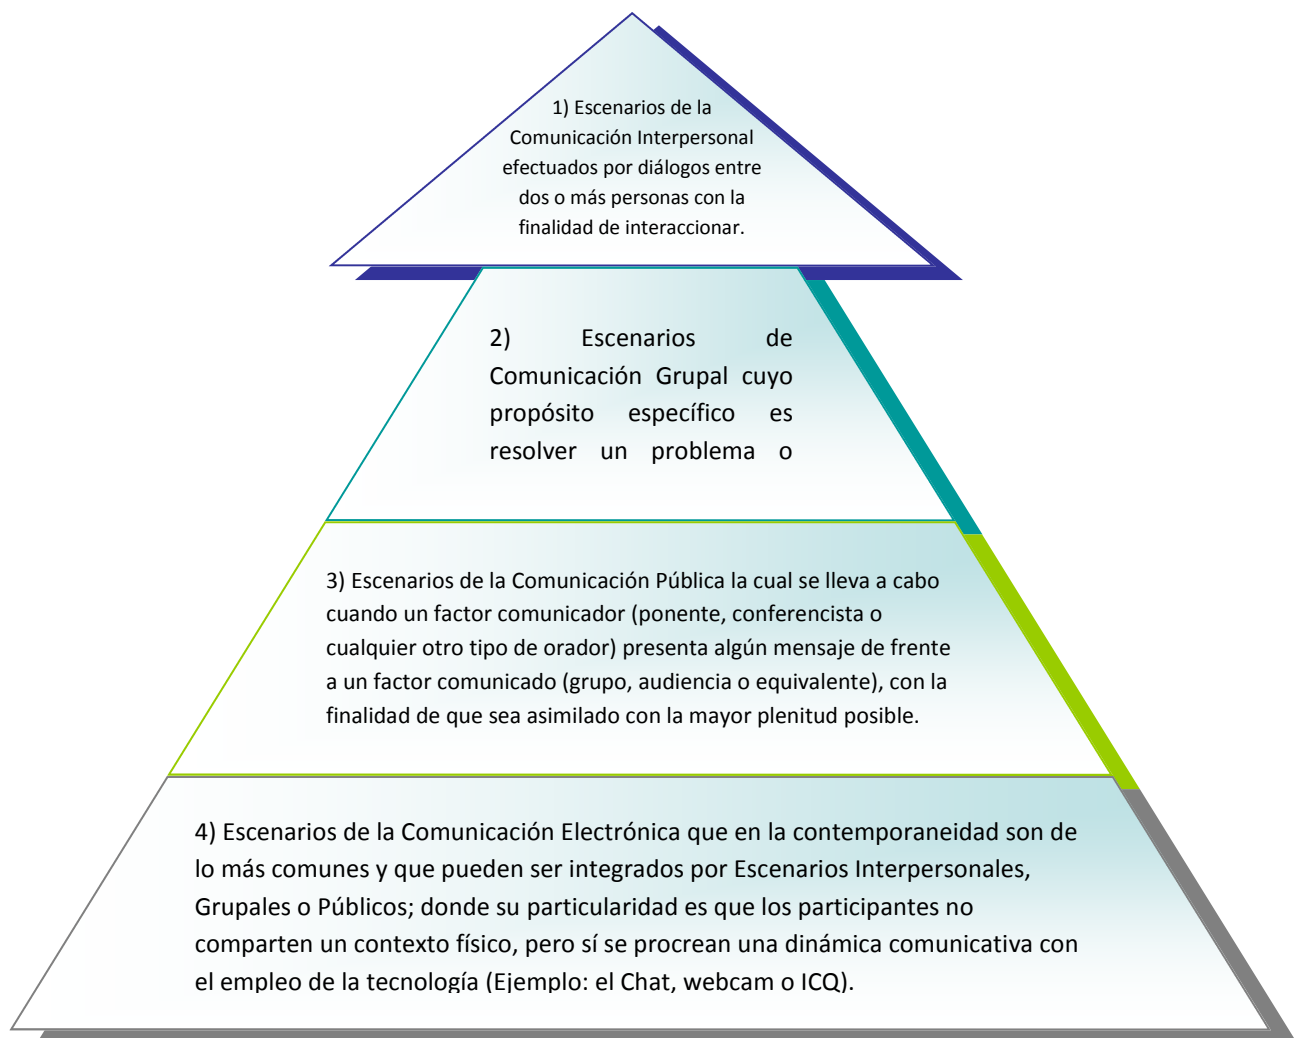 1) Escenarios de la
Comunicación Interpersonal
efectuados por diálogos entre
dos o más personas con la
finalidad de interaccionar.
2) Escenarios de
Comunicación Grupal cuyo
propósito específico es
resolver un problema o
3) Escenarios de la Comunicación Pública la cual se lleva a cabo
cuando un factor comunicador (ponente, conferencista o
cualquier otro tipo de orador) presenta algún mensaje de frente
a un factor comunicado (grupo, audiencia o equivalente), con la
finalidad de que sea asimilado con la mayor plenitud posible.
4) Escenarios de la Comunicación Electrónica que en la contemporaneidad son de
lo más comunes y que pueden ser integrados por Escenarios Interpersonales,
Grupales o Públicos; donde su particularidad es que los participantes no
comparten un contexto físico, pero sí se procrean una dinámica comunicativa con
el empleo de la tecnología (Ejemplo: el Chat, webcam o ICQ).